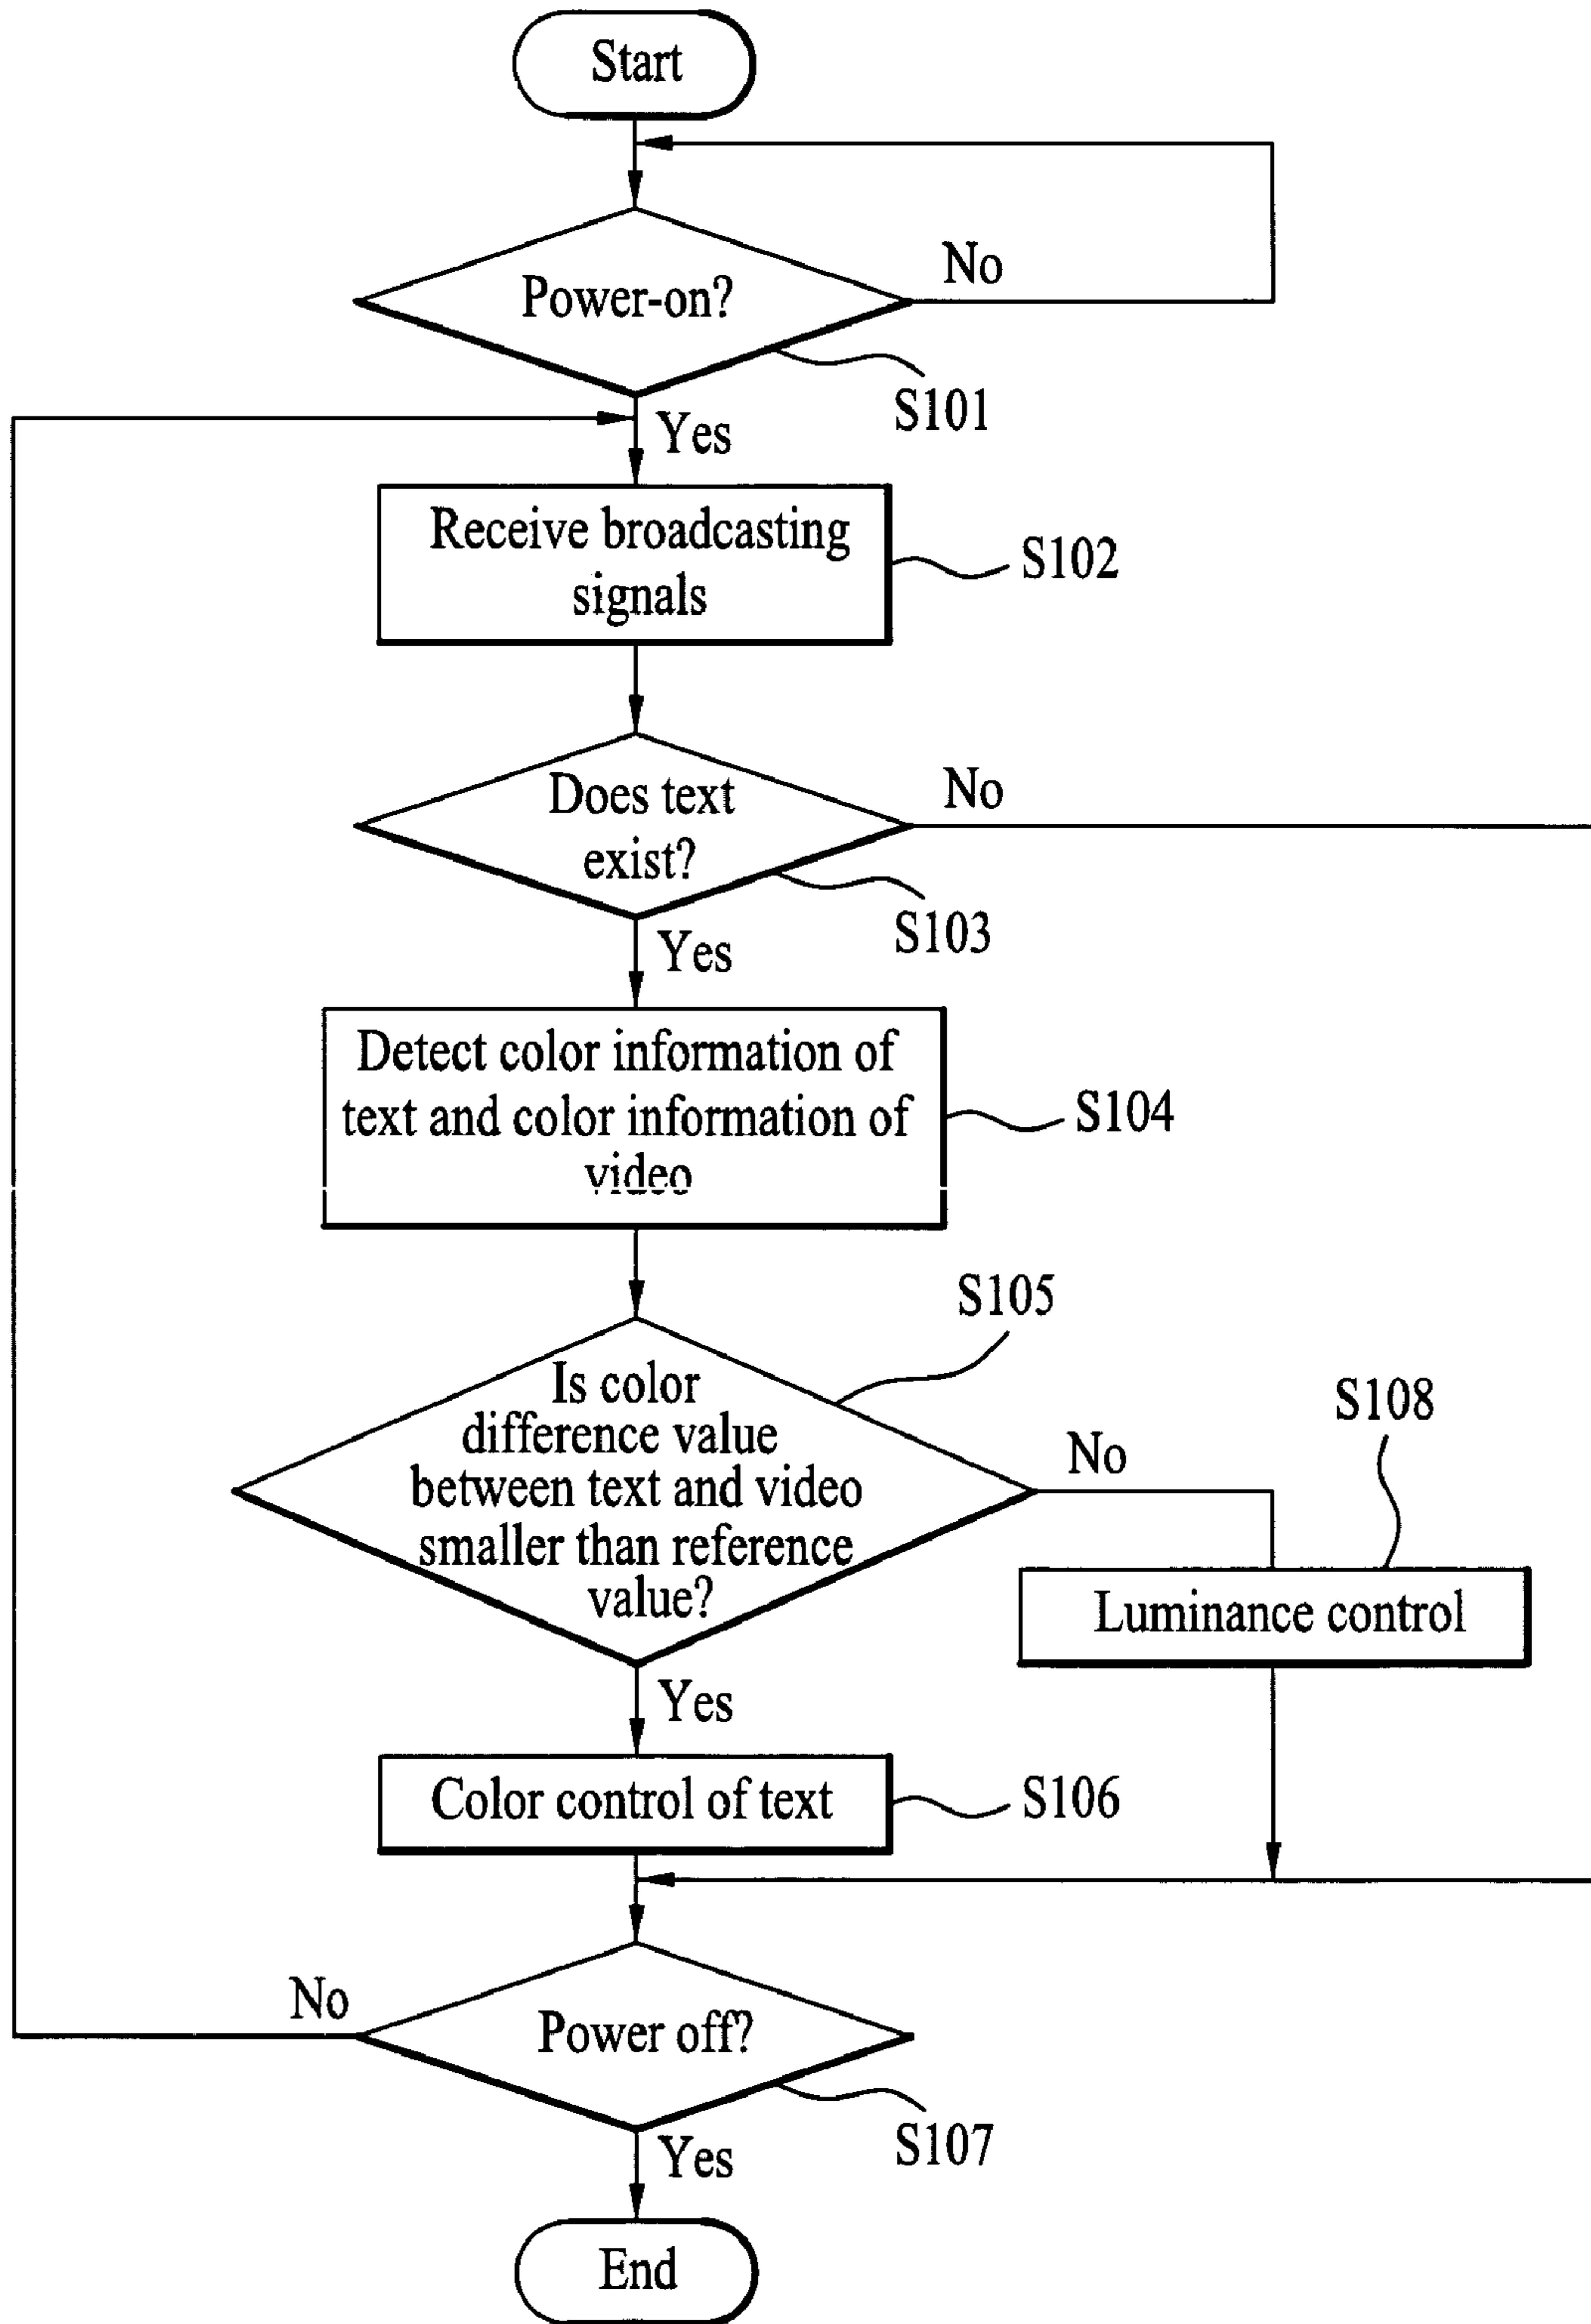 Start
Power-on?
No
S101
Yes
Receive broadcasting
signals
S102
Does text
exist?
No
S103
Yes
Detect color information of
text and color information of
video
S104
S105
Is color
difference value
between text and video
smaller than reference
value?
No
S108
Luminance control
Yes
Color control of text
S106
No
Power off?
S107
Yes
End